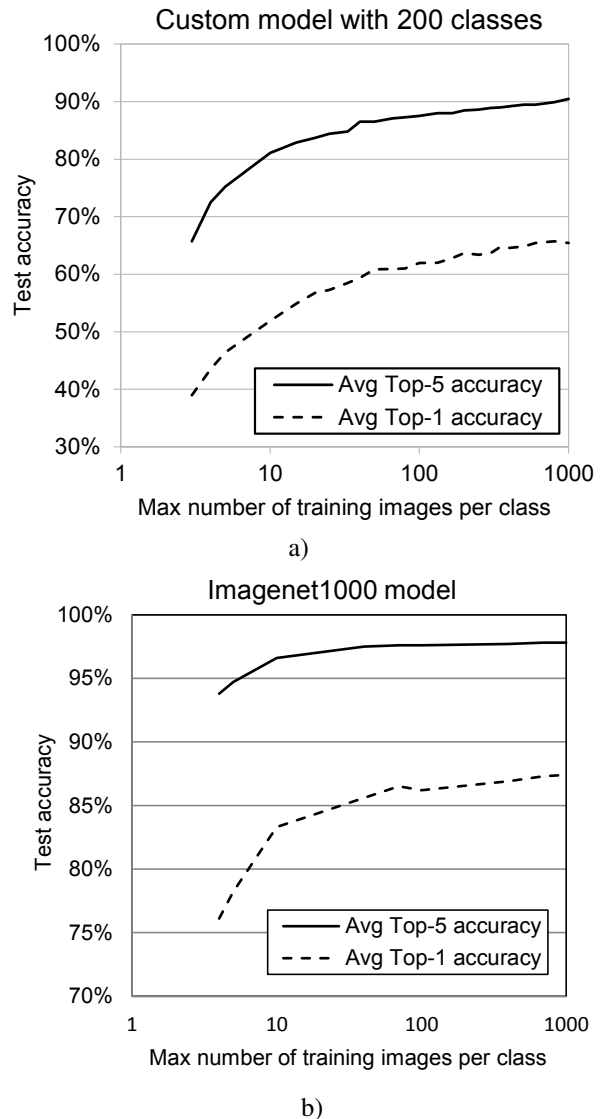 Custom model with 200 classes
100%
90%
80%
70%
60%
50%
40%
30%
Test accuracy
Avg Top-5 accuracy
Avg Top-1 accuracy
1 10 100 1000
Max number of training images per class
a)
Imagenet1000 model
100%
95%
90%
85%
80%
75%
70%
Test accuracy
Avg Top-5 accuracy
Avg Top-1 accuracy
1 10 100 1000
Max number of training images per class
b)